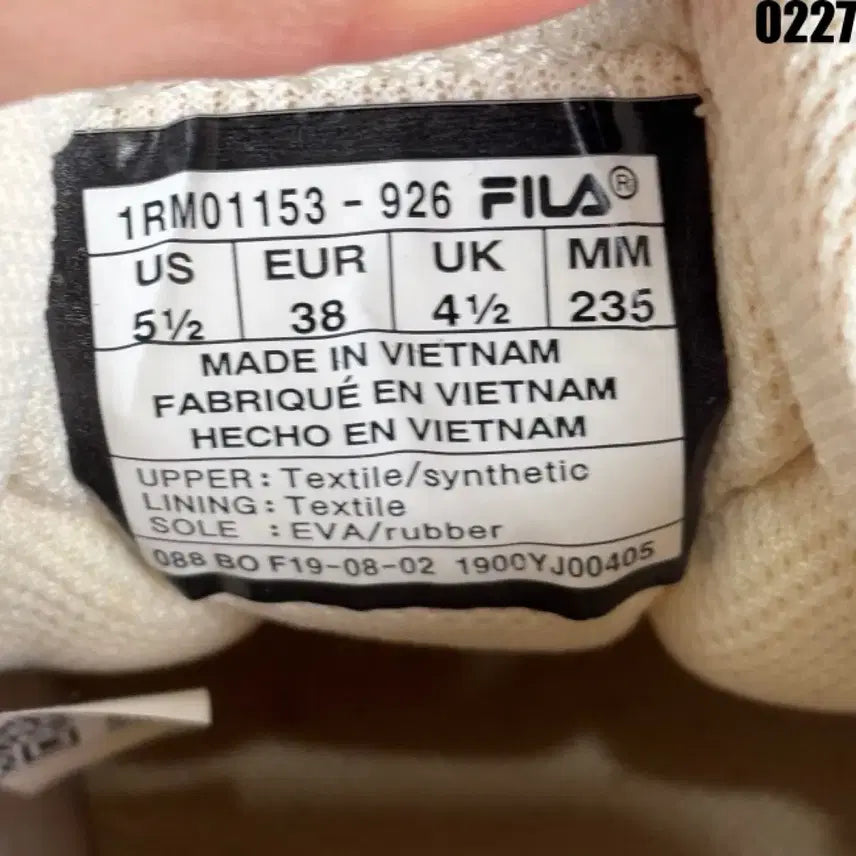 0227
1RM01153 - 926 FILA®
US EUR UK MM
5½ 38 4½ 235
MADE IN VIETNAM
FABRIQUÉ EN VIETNAM
HECHO EN VIETNAM
UPPER : Textile/synthetic
LINING : Textile
SOLE : EVA/rubber
088 BO F19-08-02 1900YJ00405